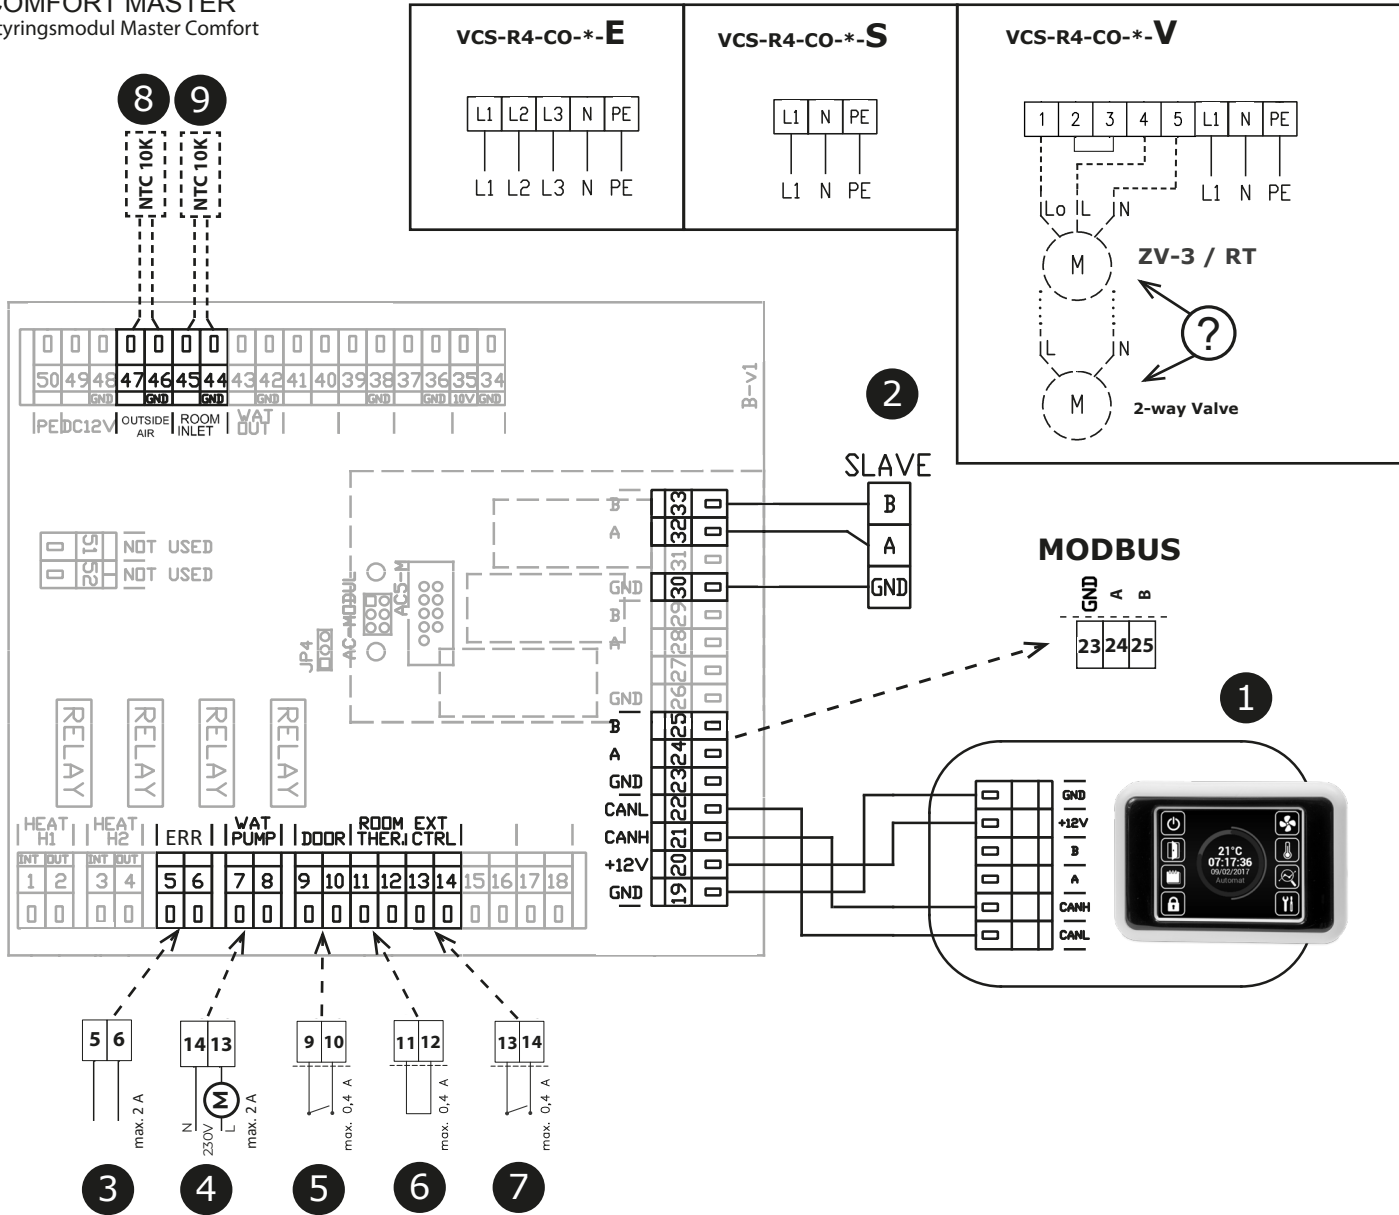 COMFORT MASTER
tyringsmodul Master Comfort
VCS-R4-CO-*-E
L1 L2 L3 N PE
L1 L2 L3 N PE
VCS-R4-CO-*-S
L1 N PE
L1 N PE
VCS-R4-CO-*-V
1 2 3 4 5 L1 N PE
L1 N PE
Lo L N
M
ZV-3 / RT
?
L N
M
2-way Valve
8 9
NTC 10K NTC 10K
50 49 48 47 46 45 44 43 42 41 40 39 38 37 36 35 34
GND GND GND GND GND GND 10V GND
PE DC12V OUTSIDE AIR ROOM INLET WAT OUT
B-v1
2
SLAVE
B
A
GND
51 NOT USED
52 NOT USED
JP4
AC-MODUL
AC5-M
B 33
A 32
31
GND 30
B 29
A 28
27
GND 26
B 25
A 24
GND 23
CANL 22
CANH 21
+12V 20
GND 19
MODBUS
GND A B
23 24 25
1
GND
+12V
B
A
CANH
CANL
21°C
07:17:36
09/02/2017
Automat
RELAY RELAY RELAY RELAY
HEAT H1 HEAT H2 ERR WAT PUMP DOOR ROOM THER. EXT CTRL
INT OUT INT OUT
1 2 3 4 5 6 7 8 9 10 11 12 13 14 15 16 17 18
5 6
max. 2 A
3
14 13
M
N 230V L
max. 2 A
4
9 10
max. 0,4 A
5
11 12
max. 0,4 A
6
13 14
max. 0,4 A
7